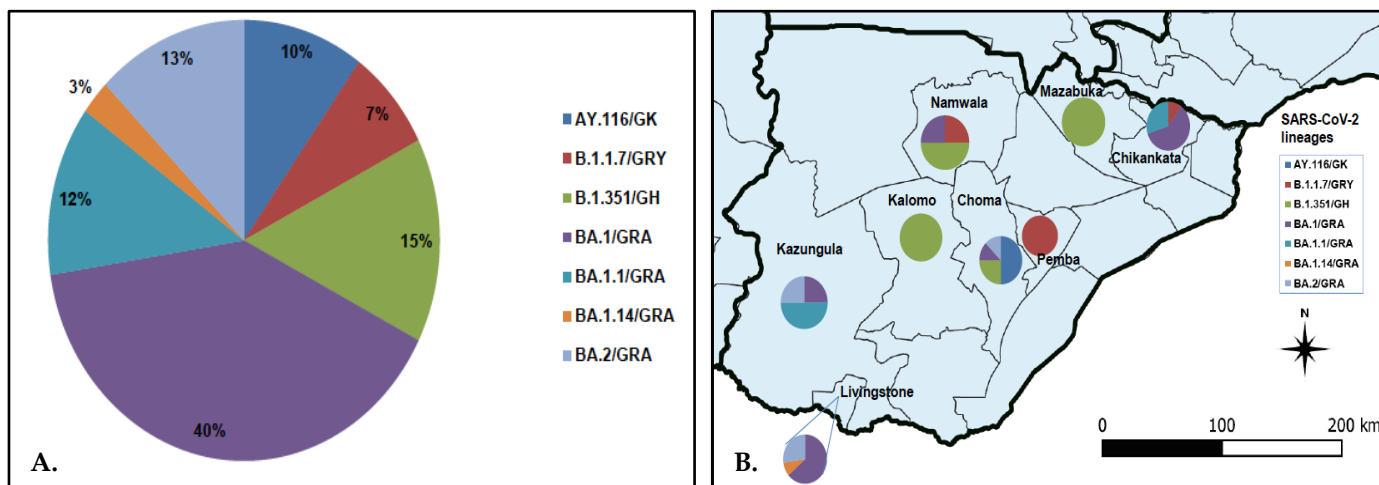 10%
7%
15%
40%
12%
3%
13%
AY.116/GK
B.1.1.7/GRY
B.1.351/GH
BA.1/GRA
BA.1.1/GRA
BA.1.14/GRA
BA.2/GRA
A.
Namwala
Mazabuka
Chikankata
Kalomo
Choma
Pemba
Kazungula
Livingstone
SARS-CoV-2
lineages
AY.116/GK
B.1.1.7/GRY
B.1.351/GH
BA.1/GRA
BA.1.1/GRA
BA.1.14/GRA
BA.2/GRA
N
0 100 200 km
B.